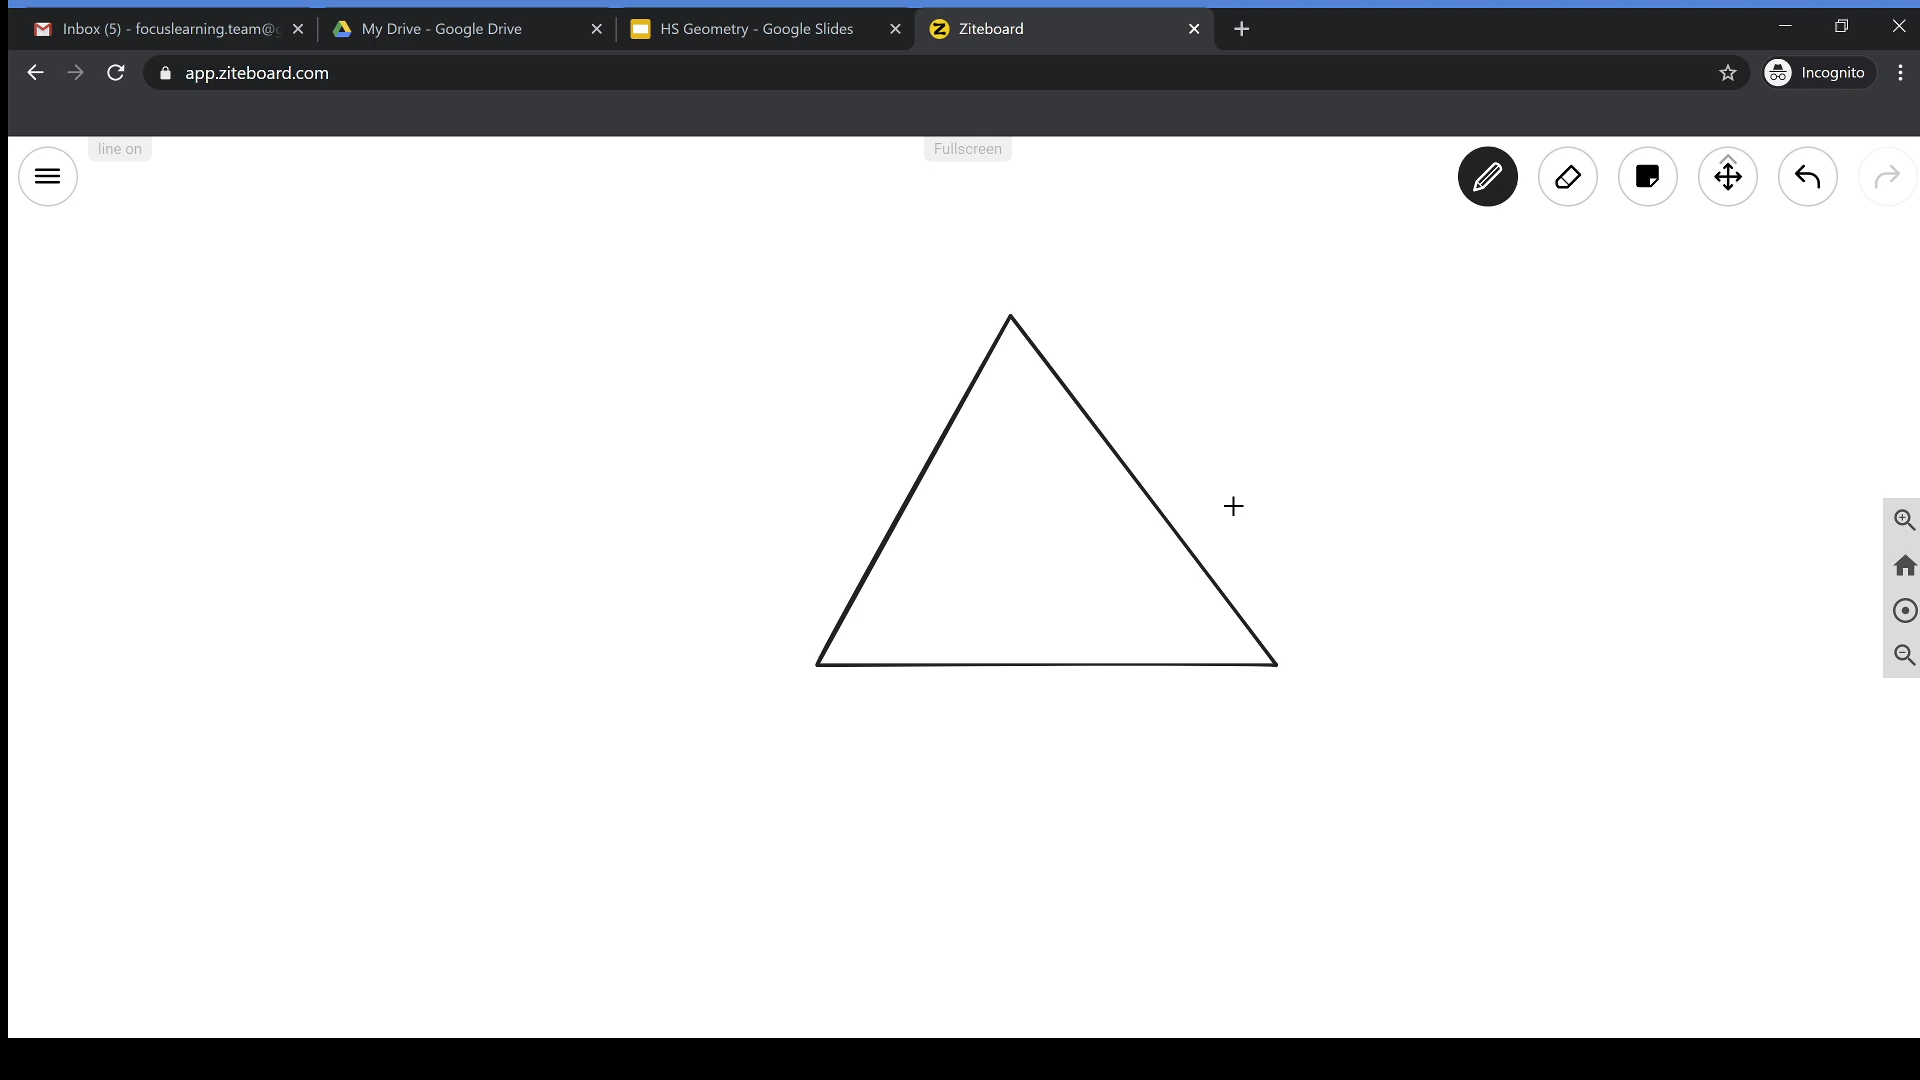 Inbox (5) - focuslearning.team@g
My Drive - Google Drive
HS Geometry - Google Slides
Ziteboard
app.ziteboard.com
Incognito
line on
Fullscreen